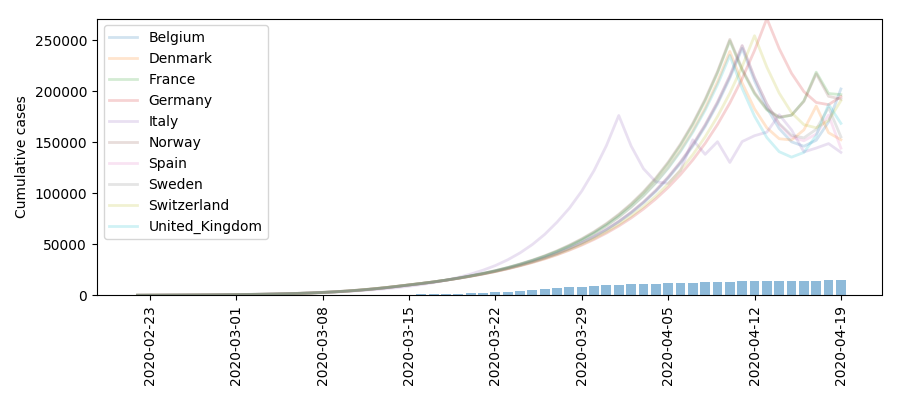 Cumulative cases
250000
200000
150000
100000
50000
0
Belgium
Denmark
France
Germany
Italy
Norway
Spain
Sweden
Switzerland
United_Kingdom
2020-02-23
2020-03-01
2020-03-08
2020-03-15
2020-03-22
2020-03-29
2020-04-05
2020-04-12
2020-04-19